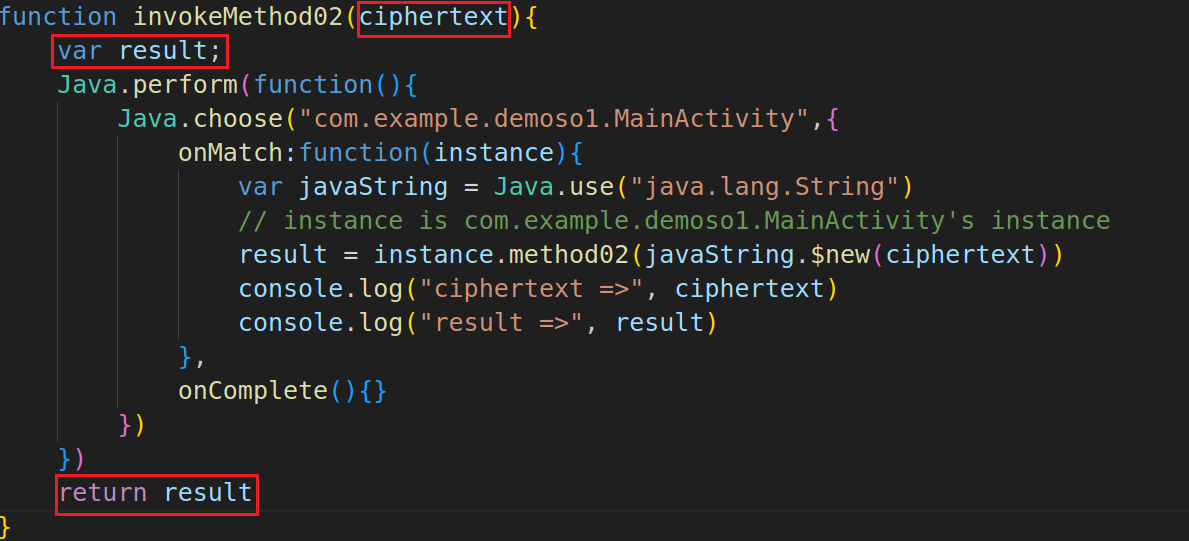 function invokeMethod02(ciphertext){
    var result;
    Java.perform(function(){
        Java.choose("com.example.demoso1.MainActivity",{
            onMatch:function(instance){
                var javaString = Java.use("java.lang.String")
                // instance is com.example.demoso1.MainActivity's instance
                result = instance.method02(javaString.$new(ciphertext))
                console.log("ciphertext =>", ciphertext)
                console.log("result =>", result)
            },
            onComplete(){}
        })
    })
    return result
}